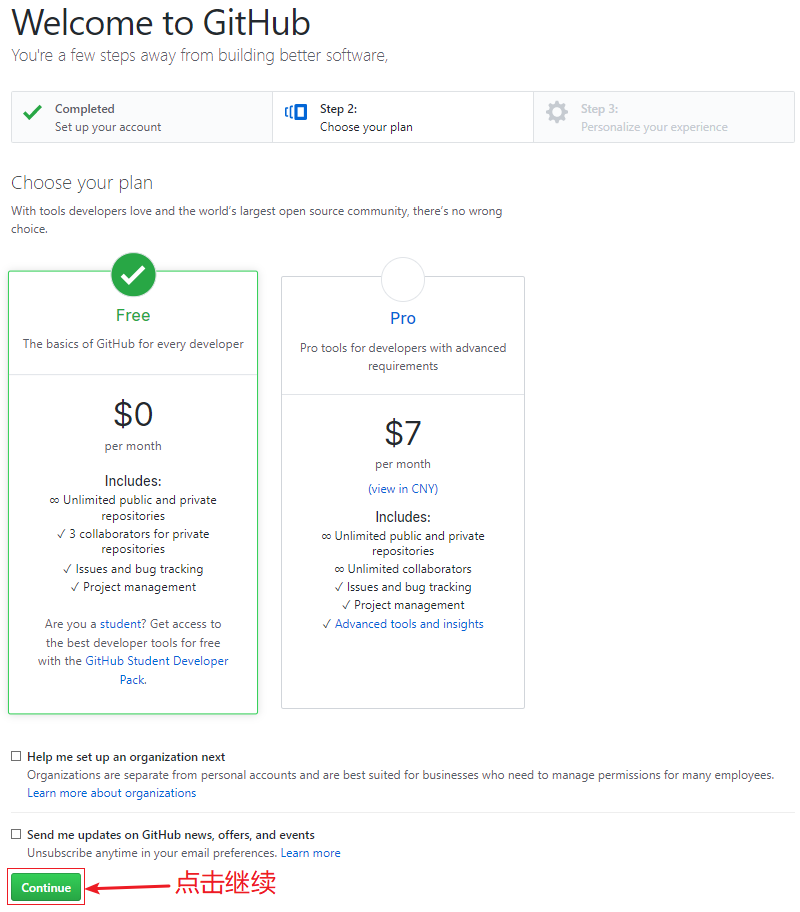 Welcome to GitHub
You're a few steps away from building better software,
Completed
Set up your account
Step 2:
Choose your plan
Step 3:
Personalize your experience
Choose your plan
With tools developers love and the world's largest open source community, there's no wrong
choice.
Free
The basics of GitHub for every developer
$0
per month
Includes:
∞ Unlimited public and private
repositories
✓ 3 collaborators for private
repositories
✓ Issues and bug tracking
✓ Project management
Are you a student? Get access to
the best developer tools for free
with the GitHub Student Developer
Pack.
Pro
Pro tools for developers with advanced
requirements
$7
per month
(view in CNY)
Includes:
∞ Unlimited public and private
repositories
∞ Unlimited collaborators
✓ Issues and bug tracking
✓ Project management
✓ Advanced tools and insights
Help me set up an organization next
Organizations are separate from personal accounts and are best suited for businesses who need to manage permissions for many employees.
Learn more about organizations
Send me updates on GitHub news, offers, and events
Unsubscribe anytime in your email preferences. Learn more
Continue
点击继续